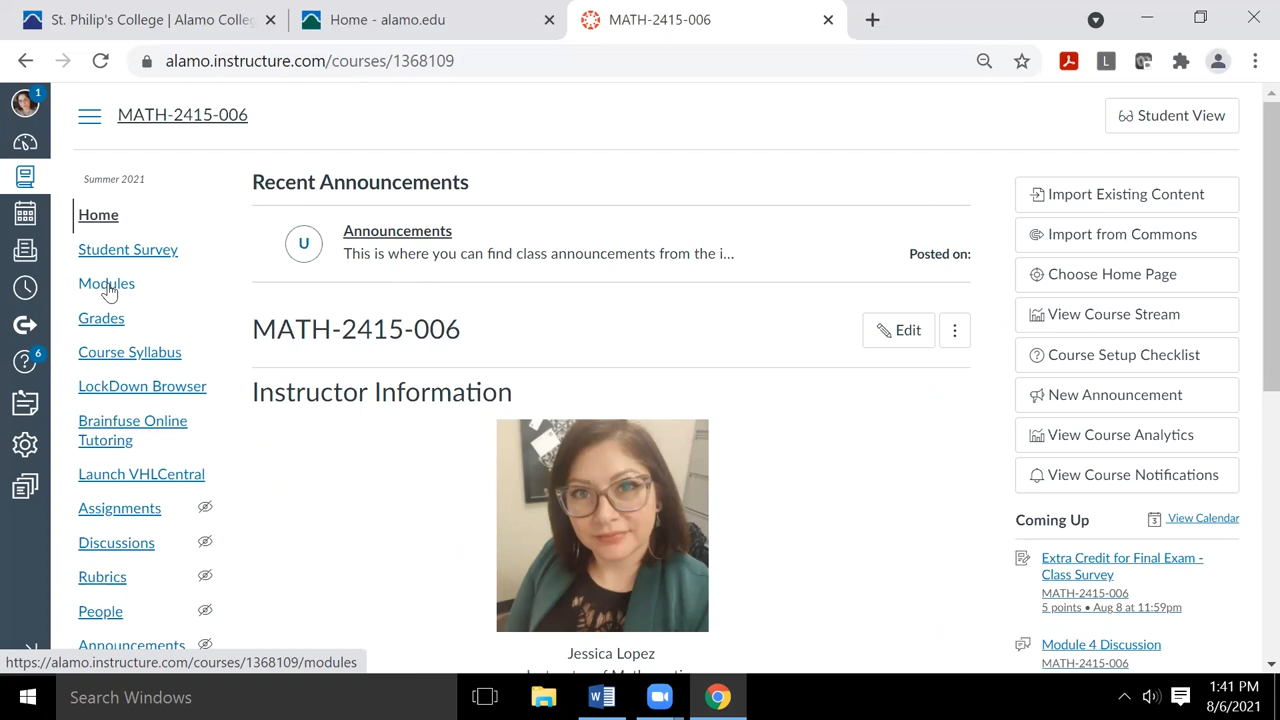 St. Philip's College | Alamo Colle
Home - alamo.edu
MATH-2415-006
alamo.instructure.com/courses/1368109
L
1
MATH-2415-006
Student View
Summer 2021
Home
Student Survey
Modules
Grades
Course Syllabus
LockDown Browser
Brainfuse Online
Tutoring
Launch VHLCentral
Assignments
Discussions
Rubrics
People
Announcements
6
Recent Announcements
U
Announcements
This is where you can find class announcements from the i...
Posted on:
MATH-2415-006
Edit
Instructor Information
Jessica Lopez
Import Existing Content
Import from Commons
Choose Home Page
View Course Stream
Course Setup Checklist
New Announcement
View Course Analytics
View Course Notifications
Coming Up
3
View Calendar
Extra Credit for Final Exam -
Class Survey
MATH-2415-006
5 points • Aug 8 at 11:59pm
Module 4 Discussion
MATH-2415-006
https://alamo.instructure.com/courses/1368109/modules
Search Windows
1:41 PM
8/6/2021